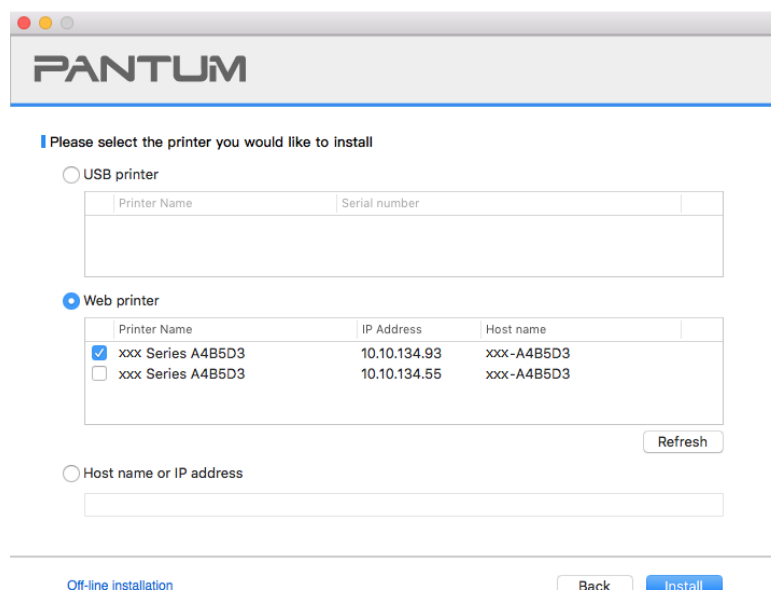 PANTUM
Please select the printer you would like to install
USB printer
Printer Name Serial number
Web printer
Printer Name IP Address Host name
xxx Series A4B5D3 10.10.134.93 xxx-A4B5D3
xxx Series A4B5D3 10.10.134.55 xxx-A4B5D3
Refresh
Host name or IP address
Off-line installation Back Install